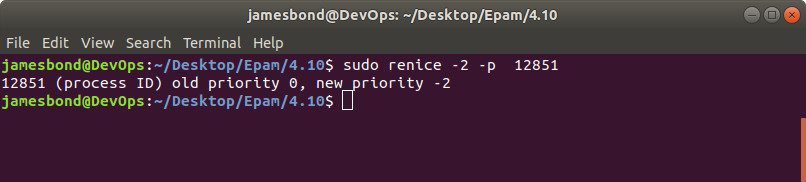 jamesbond@DevOps: ~/Desktop/Epam/4.10
File Edit View Search Terminal Help
jamesbond@DevOps:~/Desktop/Epam/4.10$ sudo renice -2 -p  12851
12851 (process ID) old priority 0, new priority -2
jamesbond@DevOps:~/Desktop/Epam/4.10$